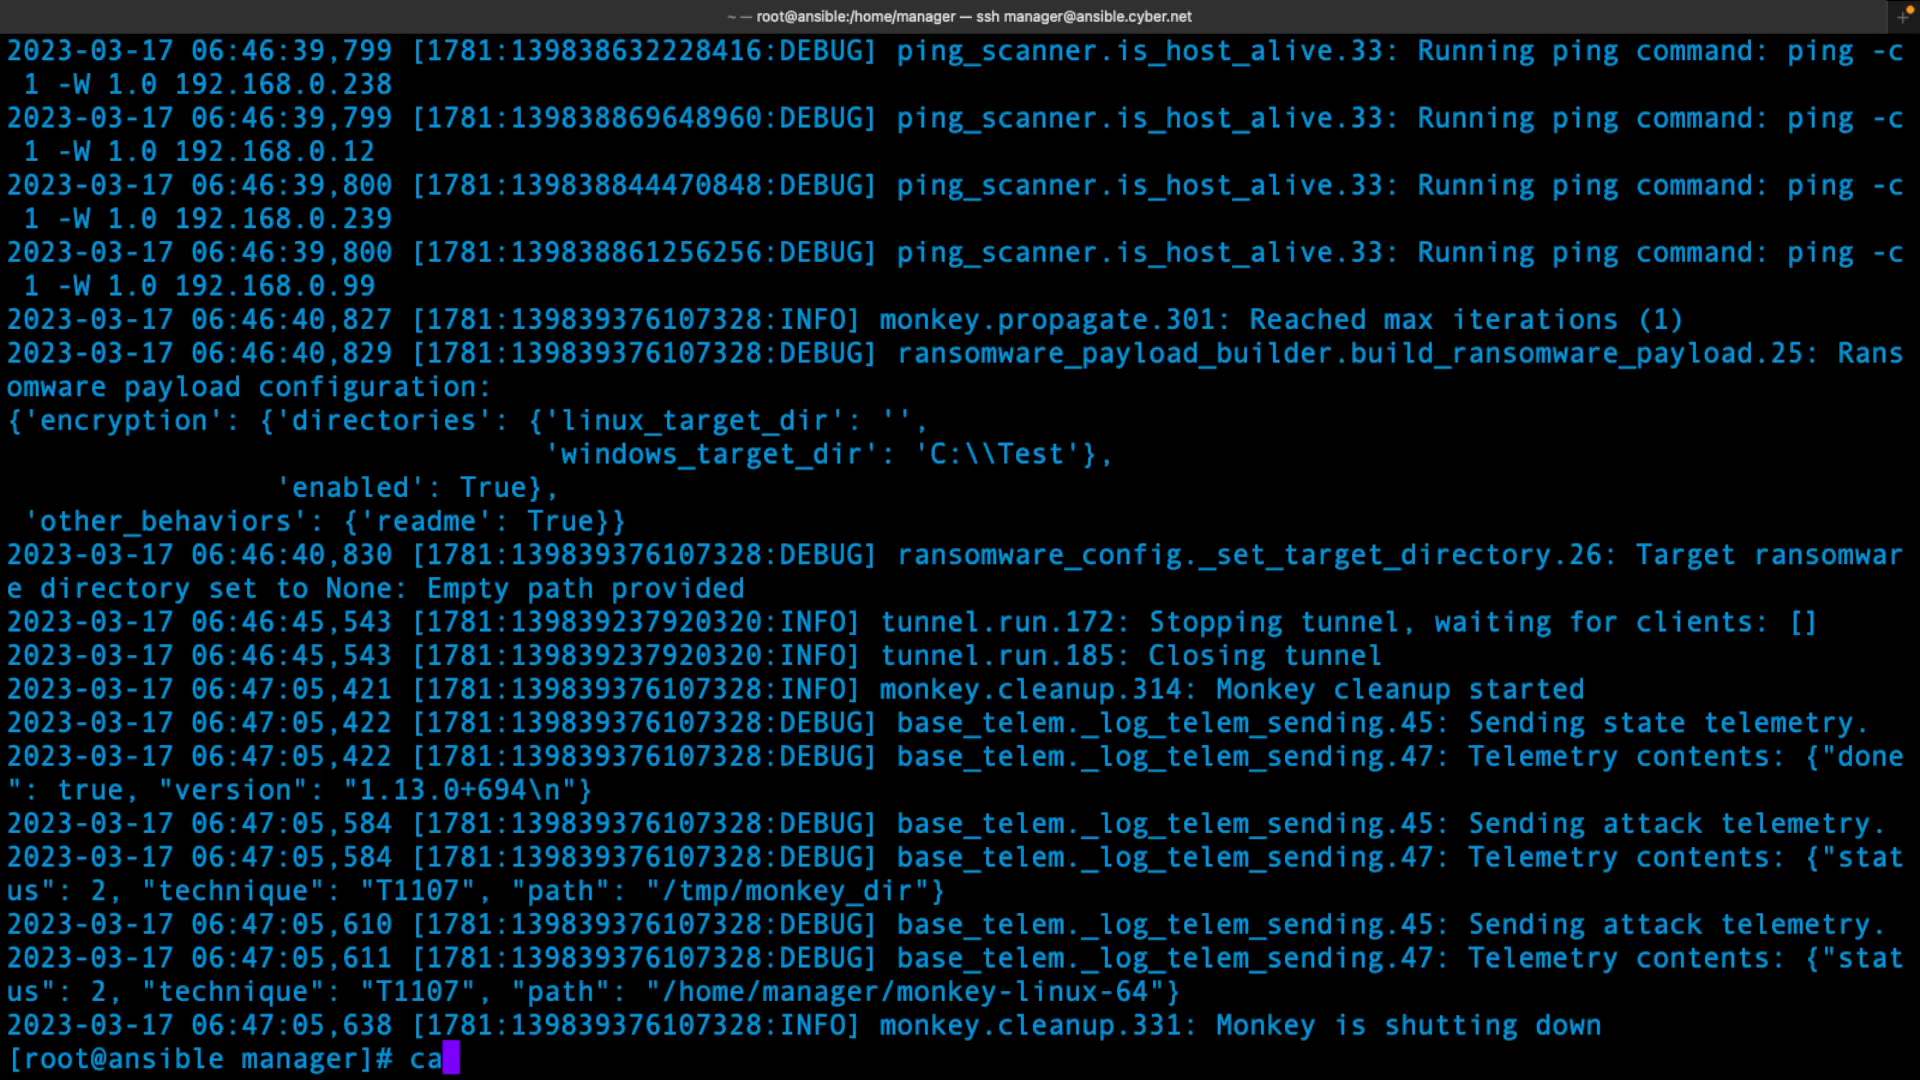 ~ — root@ansible:/home/manager — ssh manager@ansible.cyber.net
2023-03-17 06:46:39,799 [1781:139838632228416:DEBUG] ping_scanner.is_host_alive.33: Running ping command: ping -c
1 -W 1.0 192.168.0.238
2023-03-17 06:46:39,799 [1781:139838869648960:DEBUG] ping_scanner.is_host_alive.33: Running ping command: ping -c
1 -W 1.0 192.168.0.12
2023-03-17 06:46:39,800 [1781:139838844470848:DEBUG] ping_scanner.is_host_alive.33: Running ping command: ping -c
1 -W 1.0 192.168.0.239
2023-03-17 06:46:39,800 [1781:139838861256256:DEBUG] ping_scanner.is_host_alive.33: Running ping command: ping -c
1 -W 1.0 192.168.0.99
2023-03-17 06:46:40,827 [1781:139839376107328:INFO] monkey.propagate.301: Reached max iterations (1)
2023-03-17 06:46:40,829 [1781:139839376107328:DEBUG] ransomware_payload_builder.build_ransomware_payload.25: Rans
omware payload configuration:
{'encryption': {'directories': {'linux_target_dir': '',
'windows_target_dir': 'C:\\Test'},
'enabled': True},
'other_behaviors': {'readme': True}}
2023-03-17 06:46:40,830 [1781:139839376107328:DEBUG] ransomware_config._set_target_directory.26: Target ransomwar
e directory set to None: Empty path provided
2023-03-17 06:46:45,543 [1781:139839237920320:INFO] tunnel.run.172: Stopping tunnel, waiting for clients: []
2023-03-17 06:46:45,543 [1781:139839237920320:INFO] tunnel.run.185: Closing tunnel
2023-03-17 06:47:05,421 [1781:139839376107328:INFO] monkey.cleanup.314: Monkey cleanup started
2023-03-17 06:47:05,422 [1781:139839376107328:DEBUG] base_telem._log_telem_sending.45: Sending state telemetry.
2023-03-17 06:47:05,422 [1781:139839376107328:DEBUG] base_telem._log_telem_sending.47: Telemetry contents: {"done
": true, "version": "1.13.0+694\n"}
2023-03-17 06:47:05,584 [1781:139839376107328:DEBUG] base_telem._log_telem_sending.45: Sending attack telemetry.
2023-03-17 06:47:05,584 [1781:139839376107328:DEBUG] base_telem._log_telem_sending.47: Telemetry contents: {"stat
us": 2, "technique": "T1107", "path": "/tmp/monkey_dir"}
2023-03-17 06:47:05,610 [1781:139839376107328:DEBUG] base_telem._log_telem_sending.45: Sending attack telemetry.
2023-03-17 06:47:05,611 [1781:139839376107328:DEBUG] base_telem._log_telem_sending.47: Telemetry contents: {"stat
us": 2, "technique": "T1107", "path": "/home/manager/monkey-linux-64"}
2023-03-17 06:47:05,638 [1781:139839376107328:INFO] monkey.cleanup.331: Monkey is shutting down
[root@ansible manager]# ca